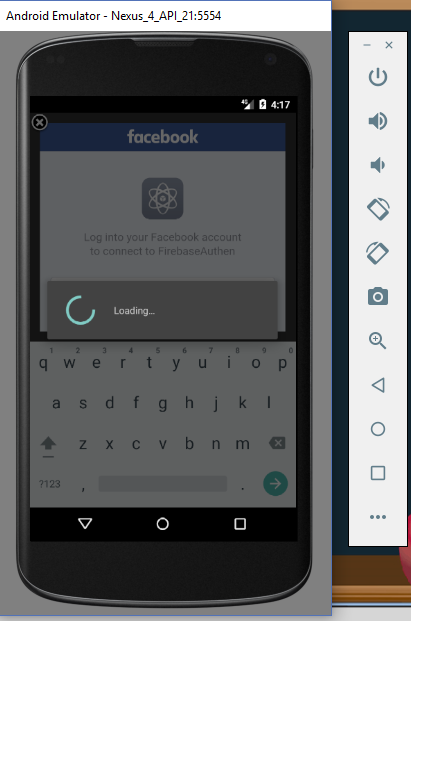 Android Emulator - Nexus_4_API_21:5554
4G 4:17
facebook
Log into your Facebook account
to connect to FirebaseAuthen
Loading...
1 2 3 4 5 6 7 8 9 0
q w e r t y u i o p
a s d f g h j k l
z x c v b n m
?123 , .